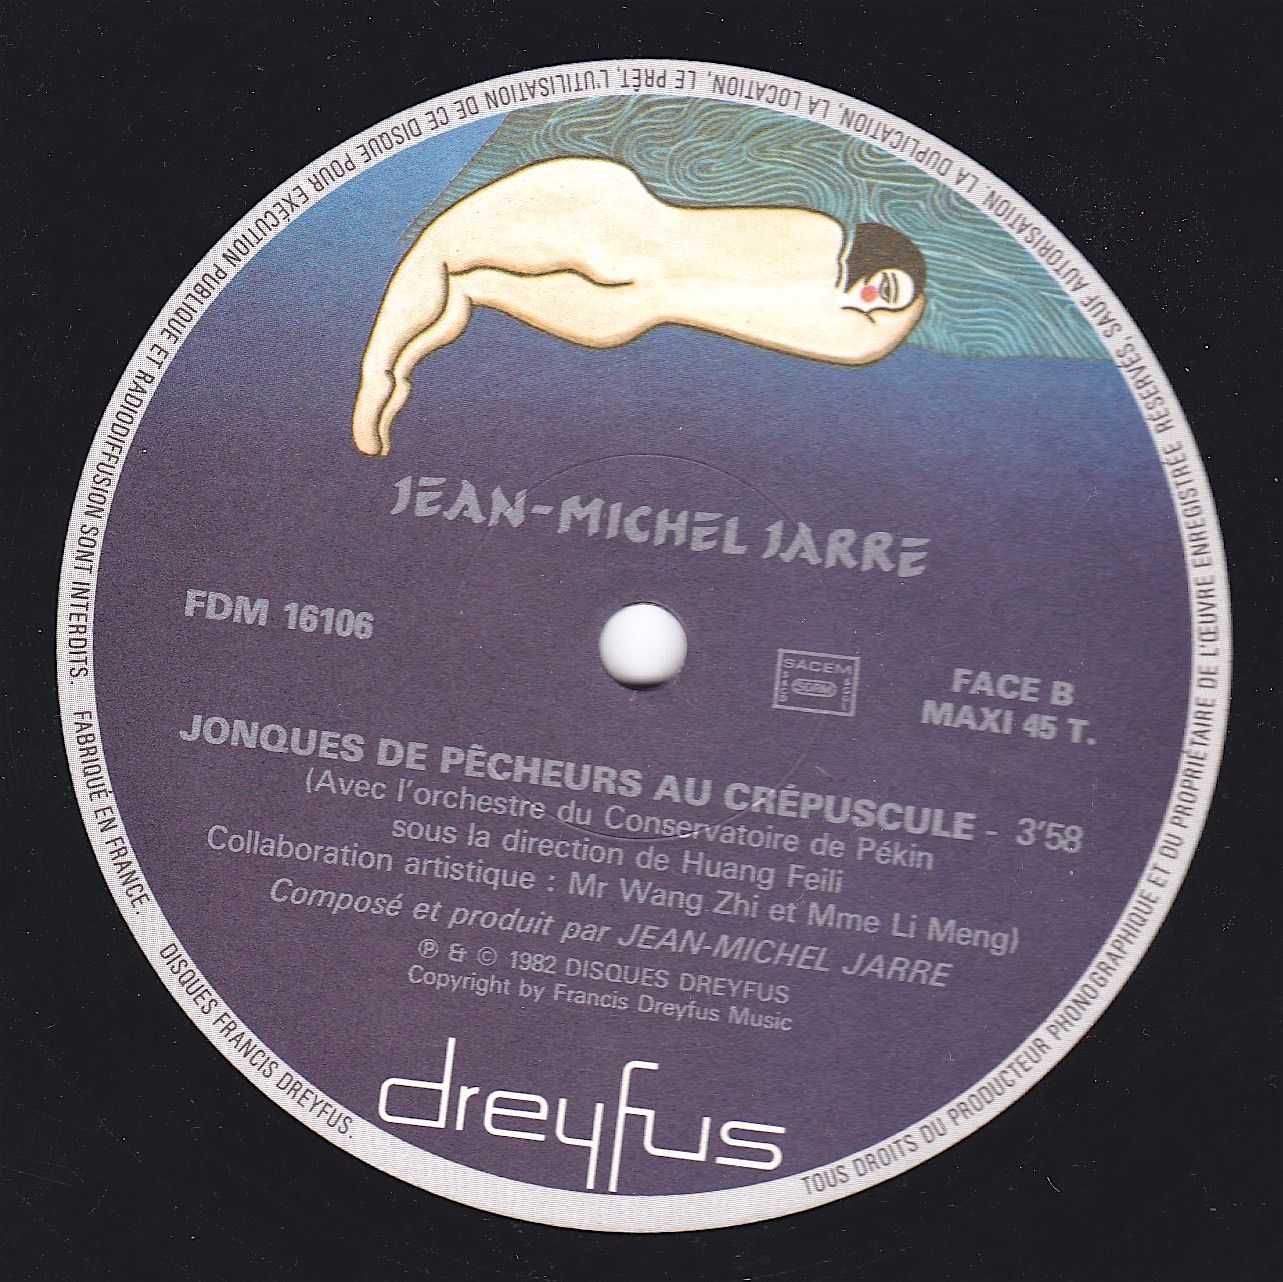 JEAN-MICHEL JARRE
FDM 16106
SACEM
SDRM
FACE B
MAXI 45 T.
JONQUES DE PÊCHEURS AU CRÉPUSCULE - 3'58
(Avec l'orchestre du Conservatoire de Pékin
sous la direction de Huang Feili
Collaboration artistique : Mr Wang Zhi et Mme Li Meng)
Composé et produit par JEAN-MICHEL JARRE
℗ & © 1982 DISQUES DREYFUS
Copyright by Francis Dreyfus Music
dreyfus
TOUS DROITS DU PRODUCTEUR PHONOGRAPHIQUE ET DU PROPRIÉTAIRE DE L'ŒUVRE ENREGISTRÉE RÉSERVÉS, SAUF AUTORISATION, LA DUPLICATION, LA LOCATION, LE PRÊT, L'UTILISATION DE CE DISQUE POUR EXÉCUTION PUBLIQUE ET RADIODIFFUSION SONT INTERDITS. FABRIQUÉ EN FRANCE. DISQUES FRANCIS DREYFUS.